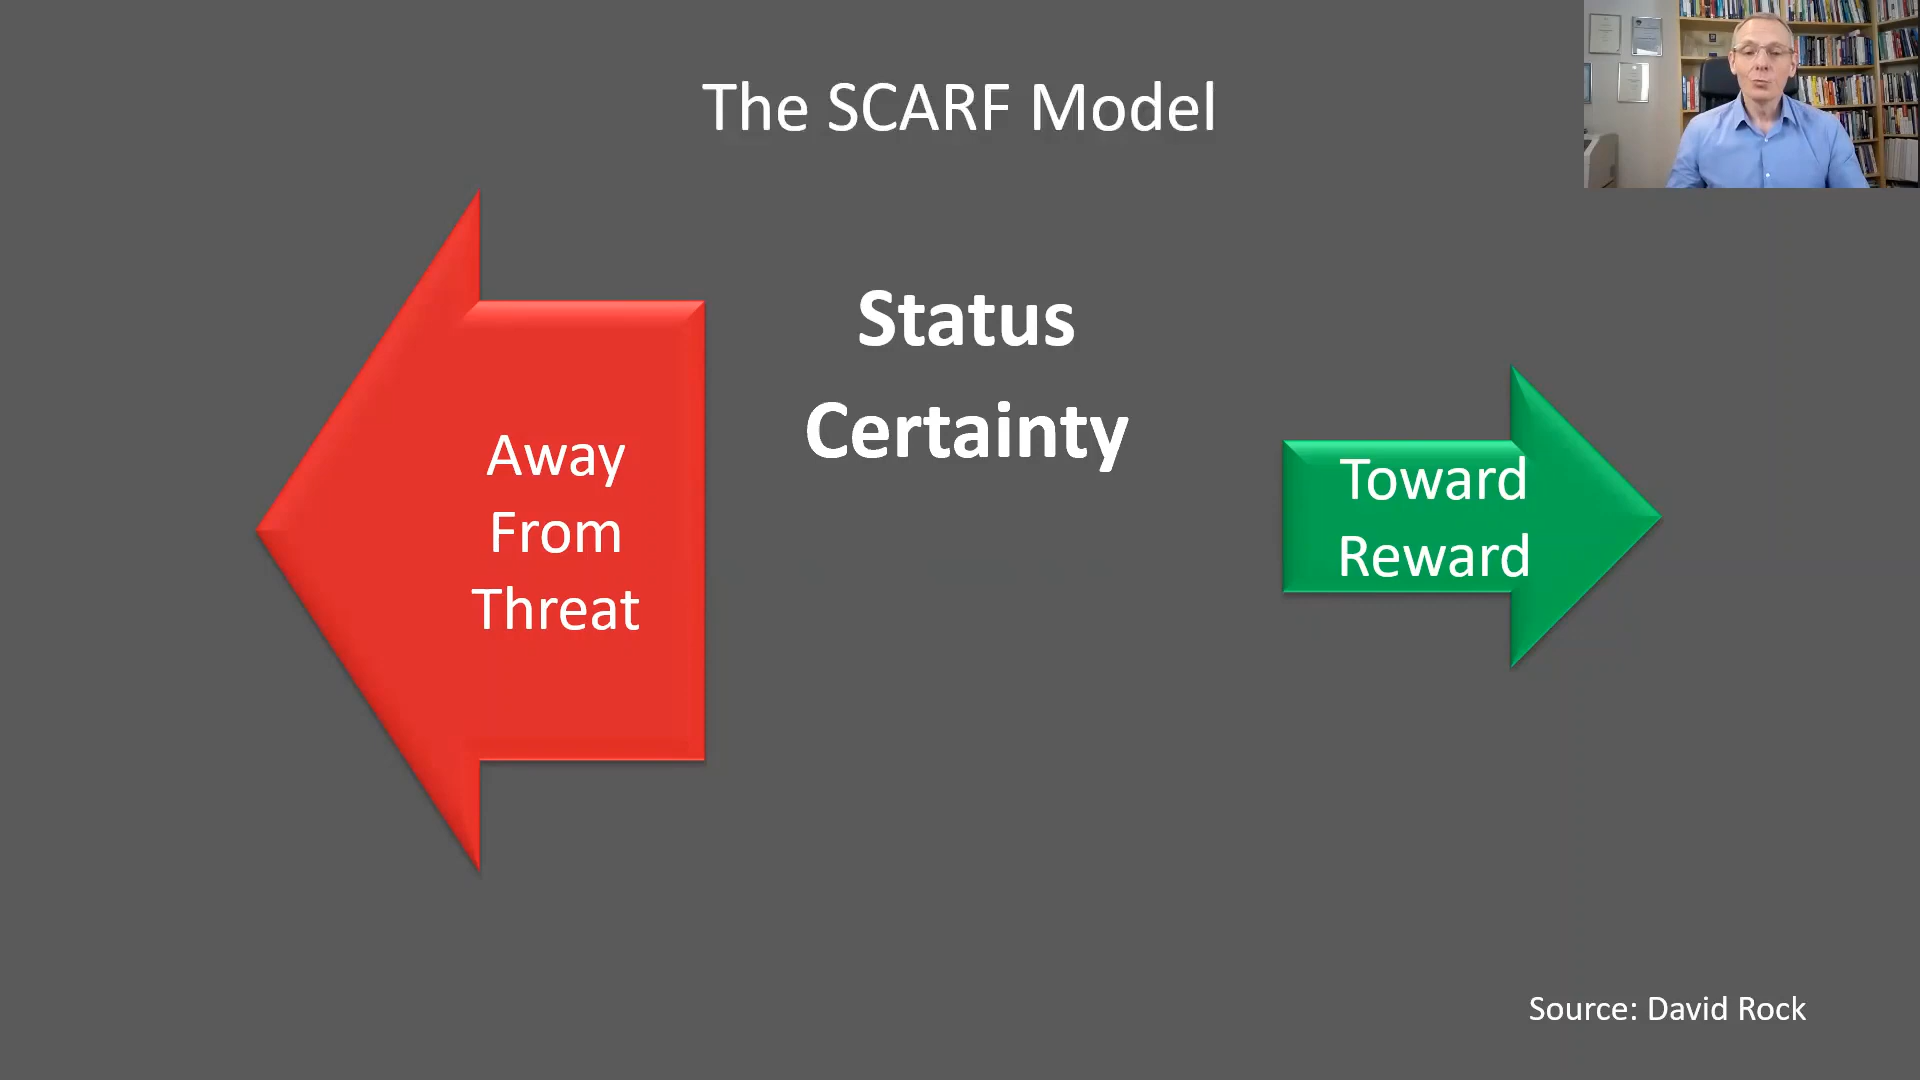 The SCARF Model
Status
Certainty
Away
From
Threat
Toward
Reward
Source: David Rock